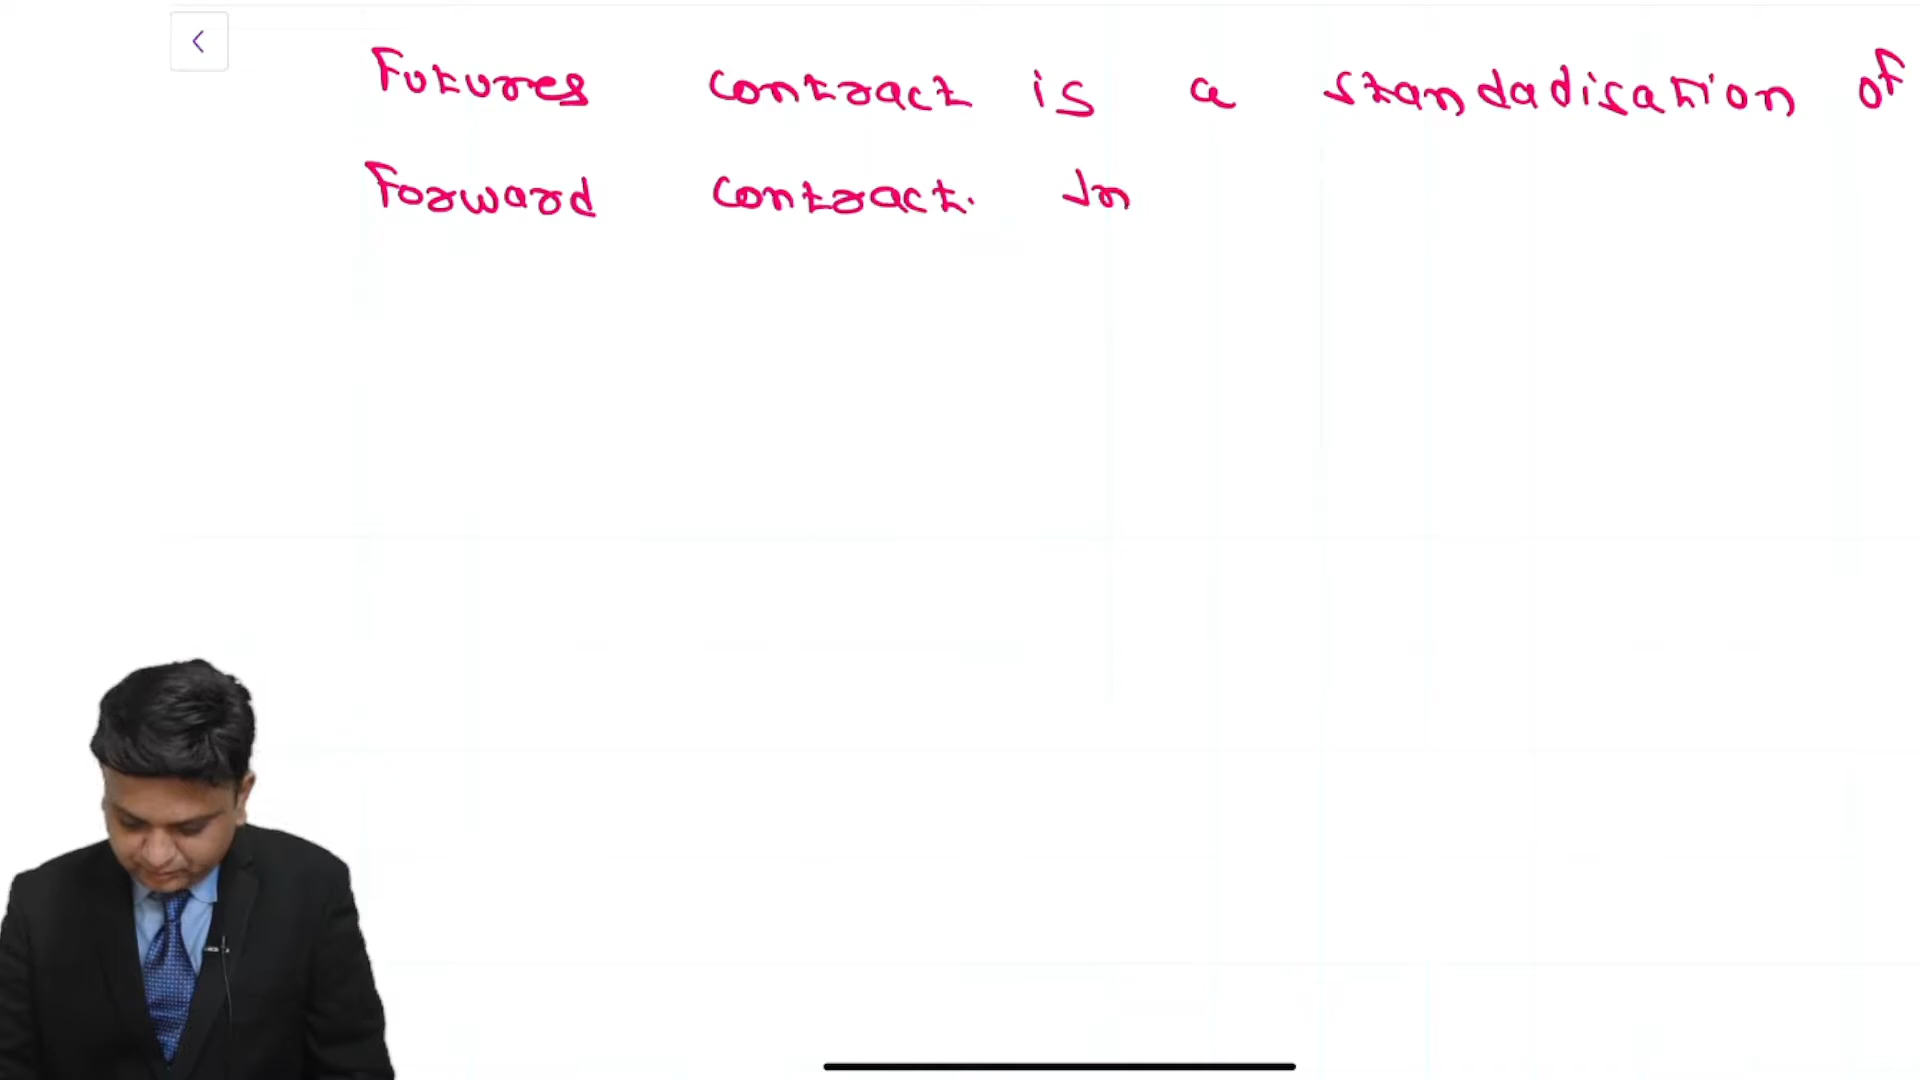 Futures contract is a standadisation of
Forward contract. In